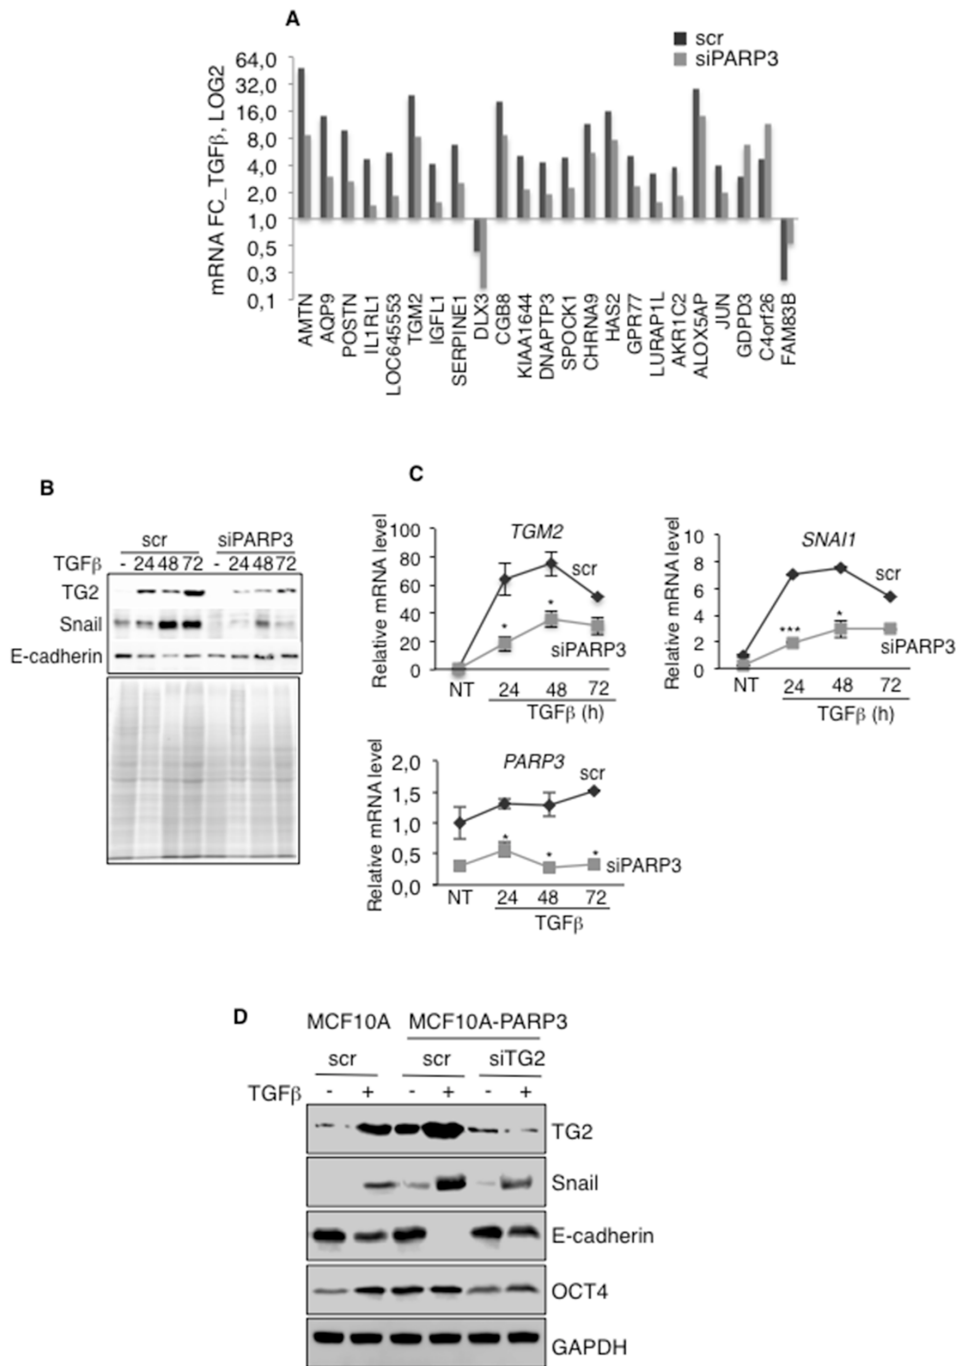 A
scr
siPARP3
mRNA FC_TGFβ, LOG2
64,0
32,0
16,0
8,0
4,0
2,0
1,0
0,5
0,3
0,1
AMTN
AQP9
POSTN
IL1RL1
LOC645553
TGM2
IGFL1
SERPINE1
DLX3
CGB8
KIAA1644
DNAPTP3
SPOCK1
CHRNA9
HAS2
GPR77
LURAP1L
AKR1C2
ALOX5AP
JUN
GDPD3
C4orf26
FAM83B
B
scr siPARP3
TGFβ - 24 48 72 - 24 48 72
TG2
Snail
E-cadherin
C
Relative mRNA level
100
80
60
40
20
0
TGM2
scr
*
*
siPARP3
NT 24 48 72
TGFβ (h)
Relative mRNA level
10
8
6
4
2
0
SNAI1
scr
***
*
siPARP3
NT 24 48 72
TGFβ (h)
Relative mRNA level
2,0
1,5
1,0
0,5
0,0
PARP3
scr
*
*
*
siPARP3
NT 24 48 72
TGFβ
D
MCF10A MCF10A-PARP3
scr scr siTG2
TGFβ - + - + - +
TG2
Snail
E-cadherin
OCT4
GAPDH